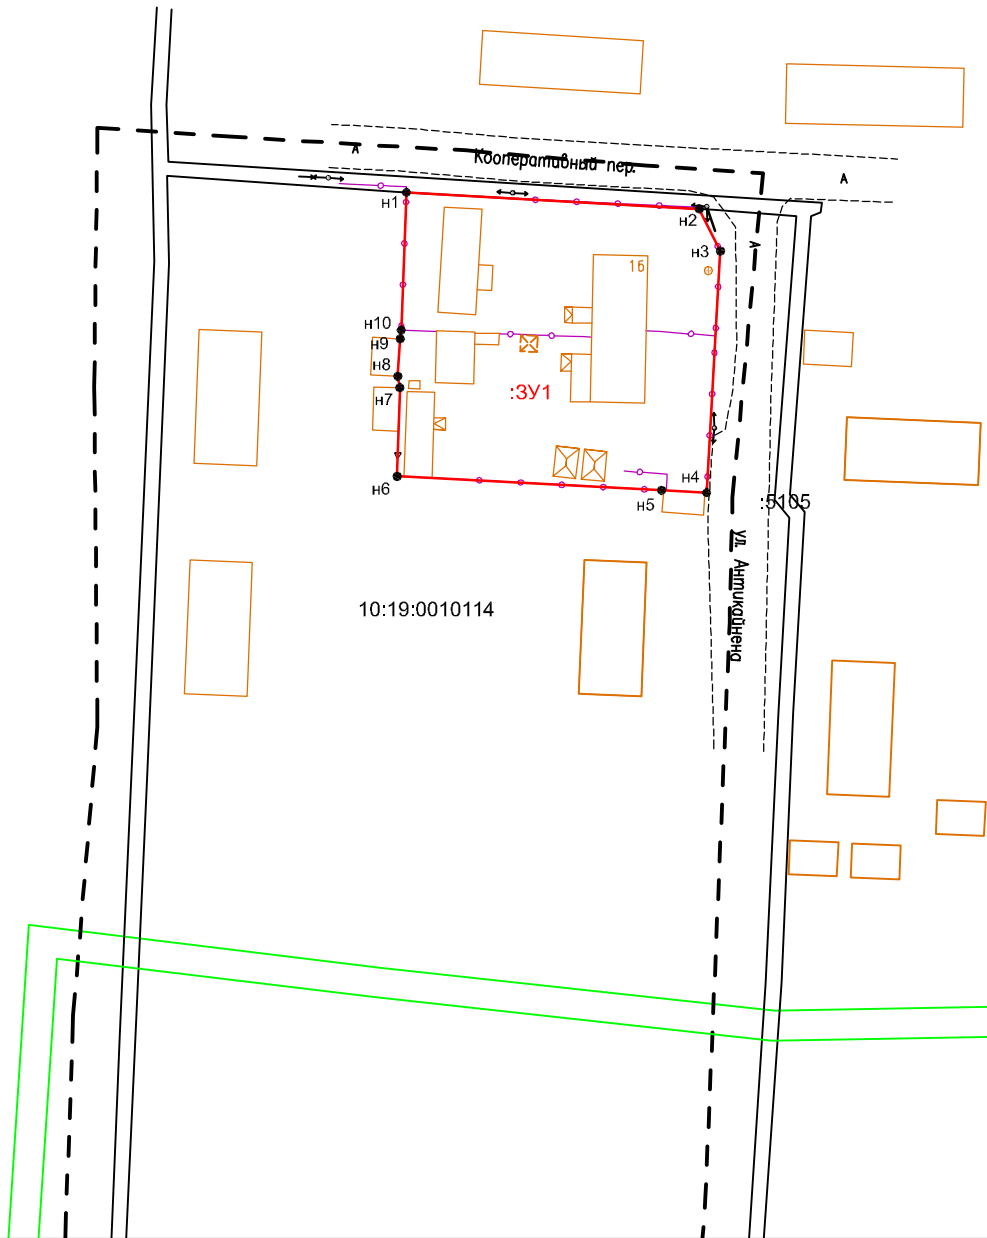 А
Кооперативный пер.
А
н1
н2
А
н3
1б
н10
н9
н8
:ЗУ1
н7
н4
н6
н5
:5105
ул. Антикайнена
10:19:0010114